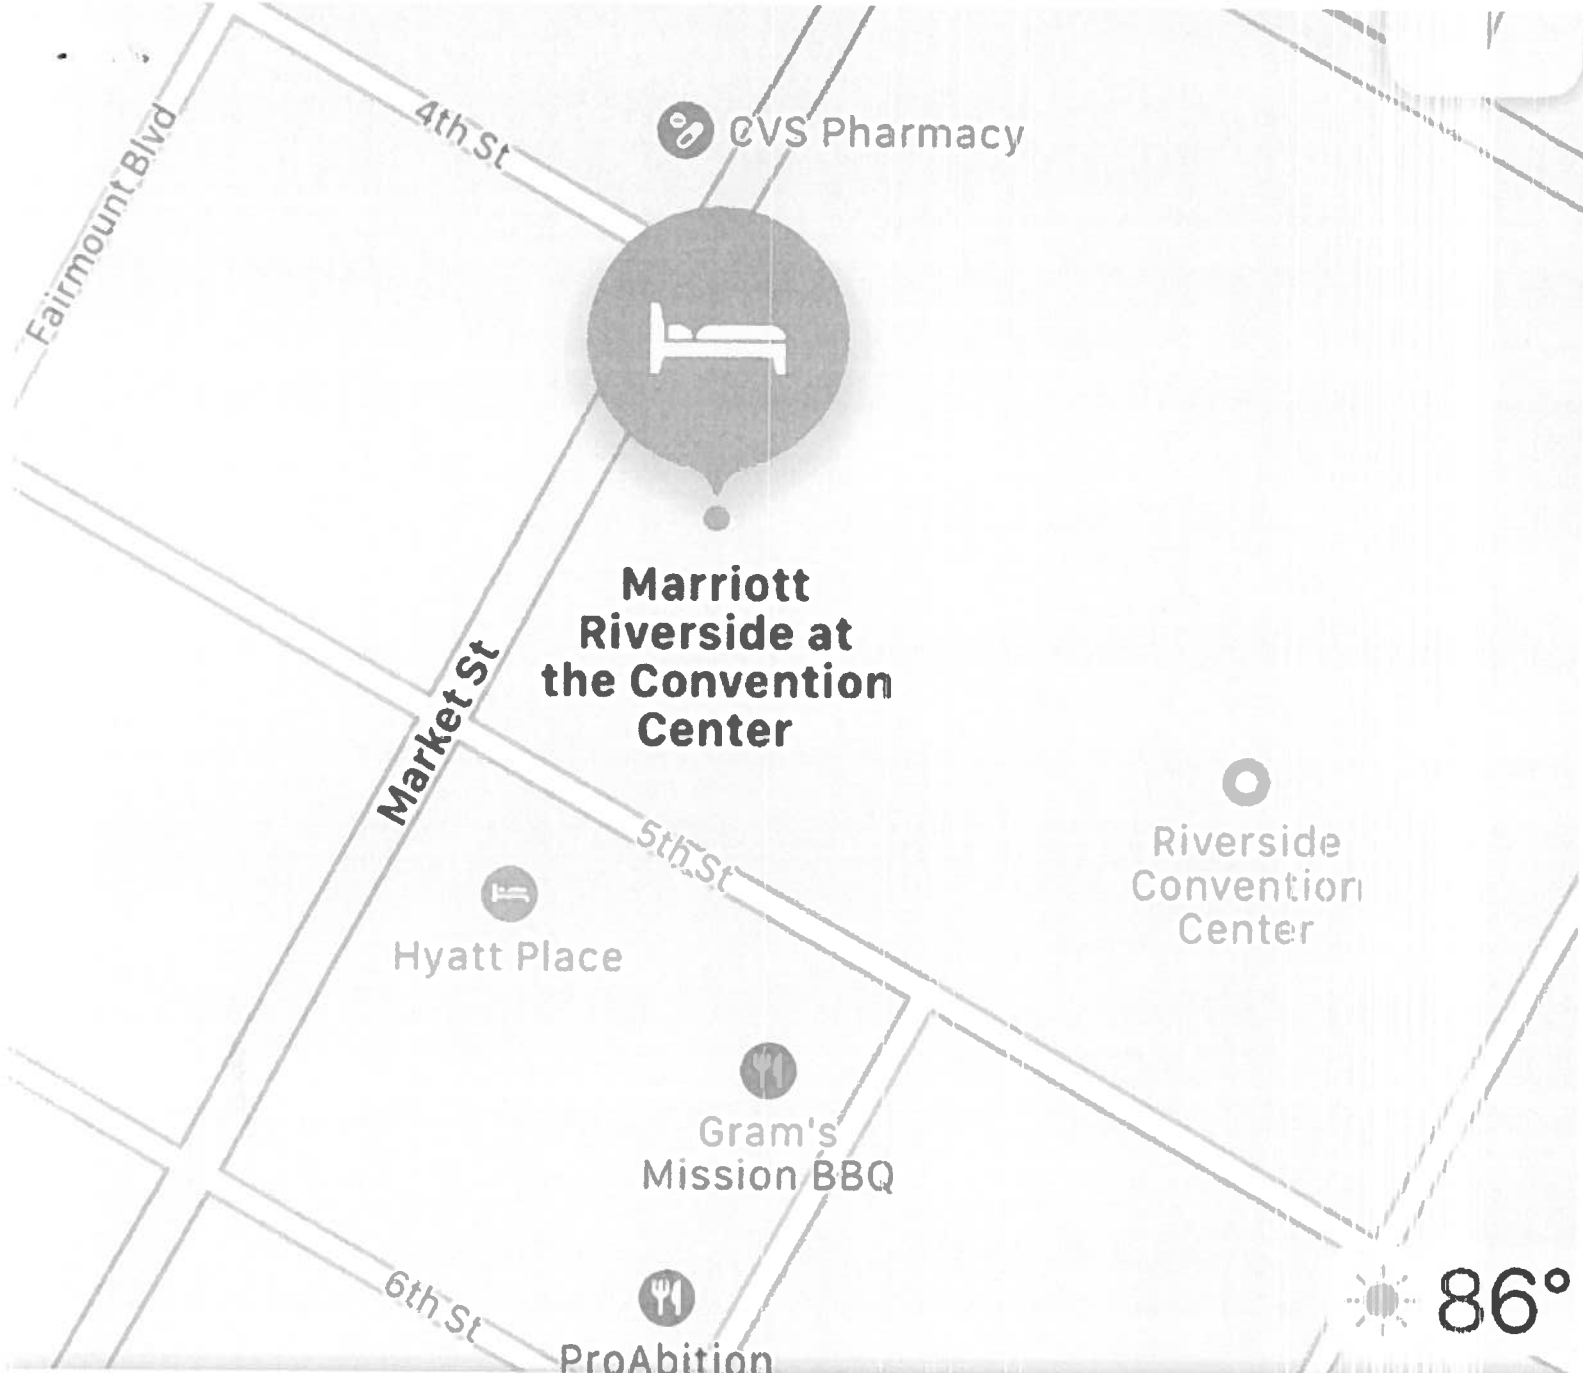 4th St
CVS Pharmacy
Fairmount Blvd
Marriott
Riverside at
the Convention
Center
Market St
5th St
Riverside
Convention
Center
Hyatt Place
Gram's
Mission BBQ
6th St
ProAbition
86°